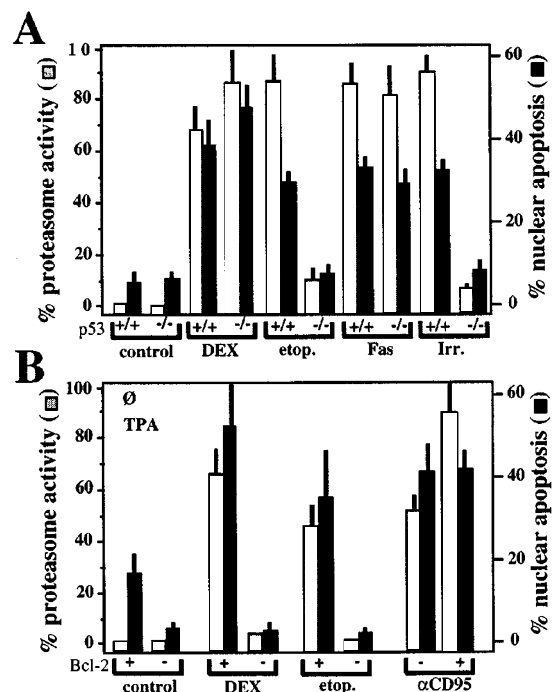 A
% proteasome activity ( )
% nuclear apoptosis ( )
1 0
80
60
40
20
0
60
40
20
0
p53 +/+ -/- +/+ -/- +/+ -/- +/+ -/- +/+ -/-
control DEX etop. Fas Irr.
B
% proteasome activity ( )
% nuclear apoptosis ( )
Ø
TPA
100
80
60
40
20
0
60
40
20
0
Bcl-2 + - + - + - - +
control DEX etop. αCD95